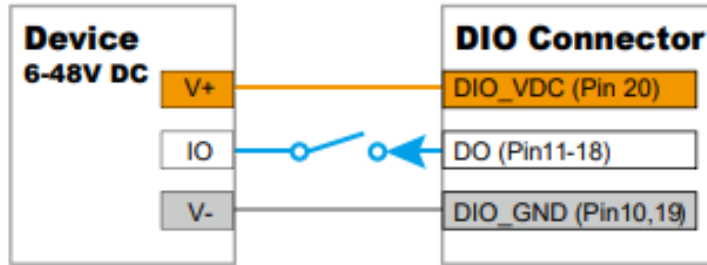 Device
6-48V DC
V+
IO
V-
DIO Connector
DIO_VDC (Pin 20)
DO (Pin11-18)
DIO_GND (Pin10,19)